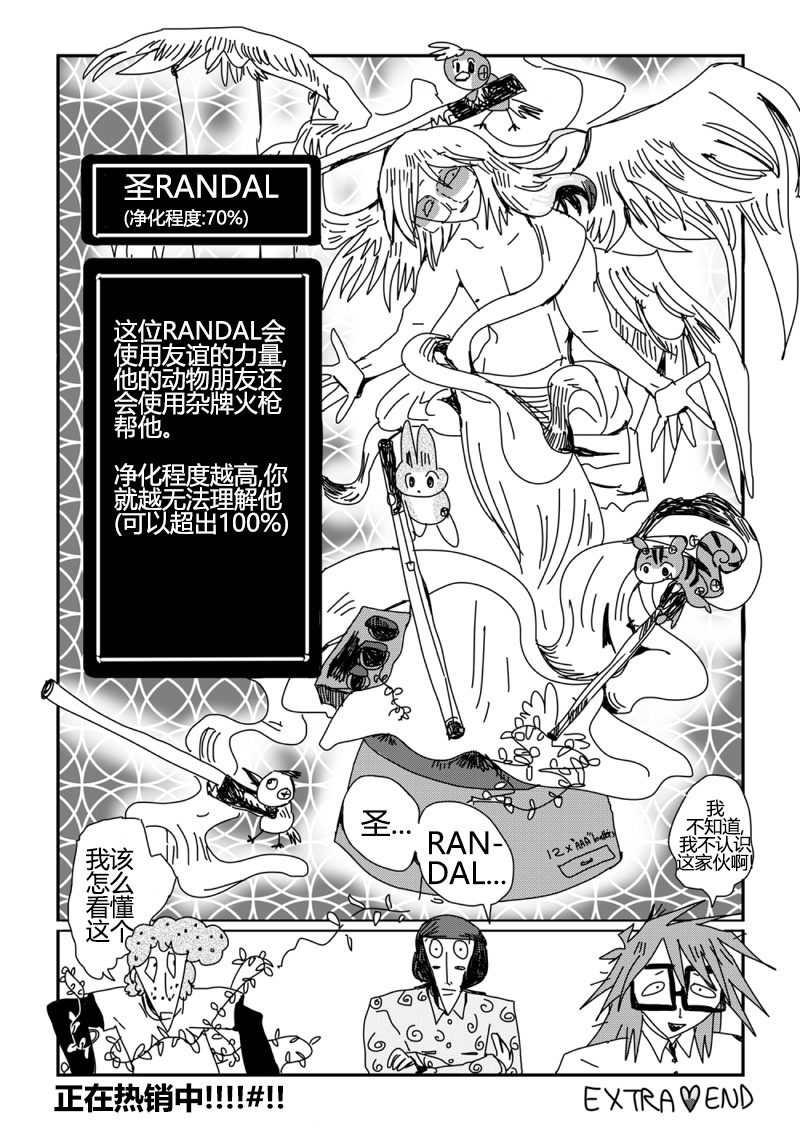 圣RANDAL
(净化程度:70%)
这位RANDAL会
使用友谊的力量,
他的动物朋友还
会使用杂牌火枪
帮他。
净化程度越高,你
就越无法理解他
(可以超出100%)
圣...
RAN-
DAL...
12 x "AAA"
我
不知道,
我不认识
这家伙啊!
该么懂
我怎看这个
正在热销中!!!!#!!
EXTRA♥END